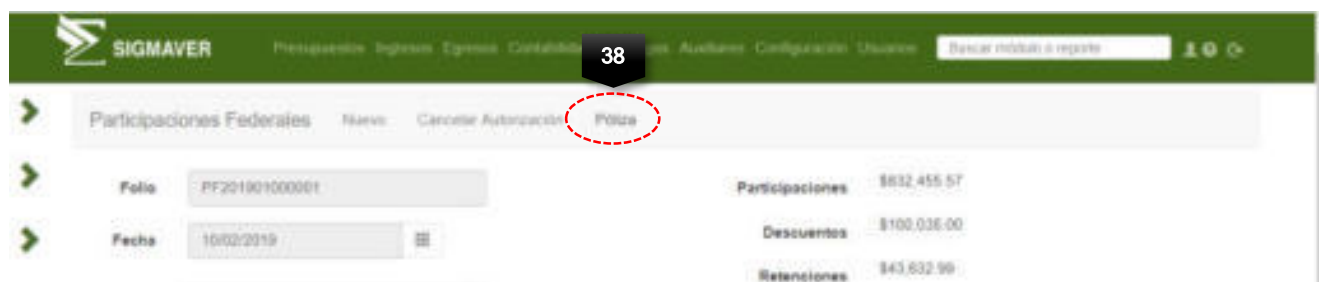 SIGMAVER Presupuestos Ingresos Egresos Contabilidad Auxiliares Configuración Usuarios Buscar módulo o reporte
38
Participaciones Federales Nuevo Cancelar Autorización Póliza
Folio PF201901000001 Participaciones $832,455.57
Fecha 10/02/2019 Descuentos $100,036.00
Retenciones $43,632.99